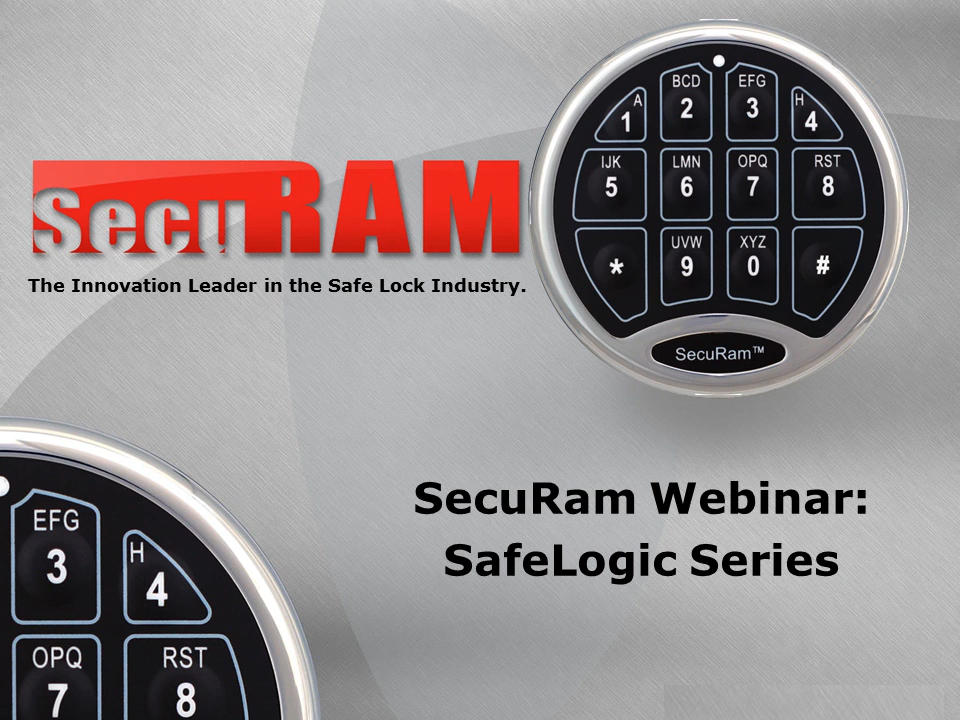 SecuRAM
The Innovation Leader in the Safe Lock Industry.
BCD EFG
A 1 2 3 H 4
IJK LMN OPQ RST
5 6 7 8
UVW XYZ
* 9 0 #
SecuRam™
EFG H
3 4
OPQ RST
7 8
SecuRam Webinar:
SafeLogic Series